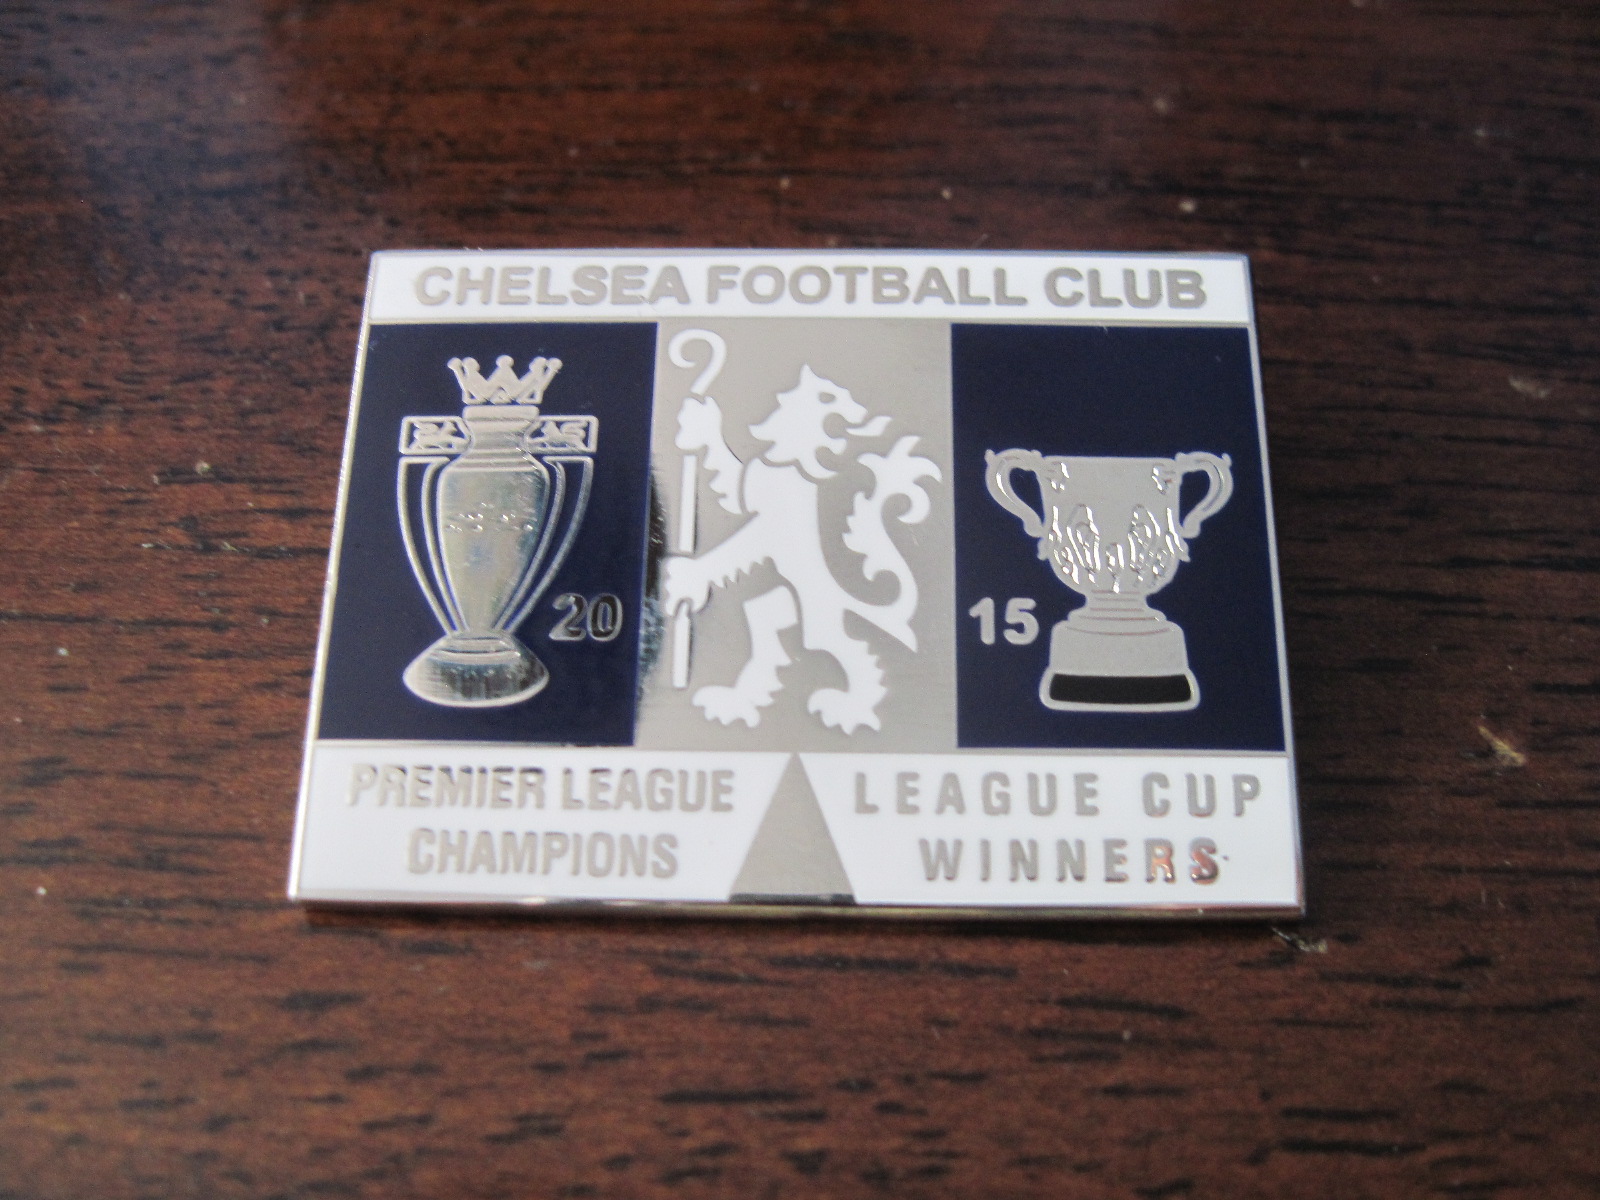 CHELSEA FOOTBALL CLUB
20
15
PREMIER LEAGUE
CHAMPIONS
LEAGUE CUP
WINNERS